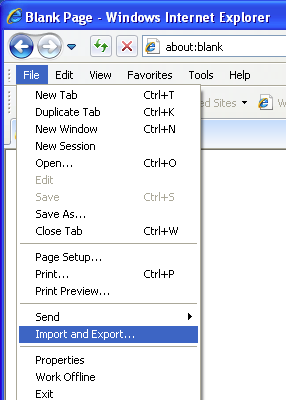 Blank Page - Windows Internet Explorer
about:blank
File Edit View Favorites Tools Help
New Tab Ctrl+T
Duplicate Tab Ctrl+K
New Window Ctrl+N
New Session
Open... Ctrl+O
Edit
Save Ctrl+S
Save As...
Close Tab Ctrl+W
Page Setup...
Print... Ctrl+P
Print Preview...
Send
Import and Export...
Properties
Work Offline
Exit
Sites